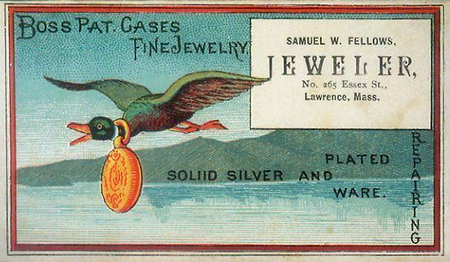 BOSS PAT. CASES
FINE JEWELRY,
SAMUEL W. FELLOWS,
JEWELER,
No. 265 Essex St.,
Lawrence, Mass.
PLATED
SOLIID SILVER AND
WARE.
REPAIRING